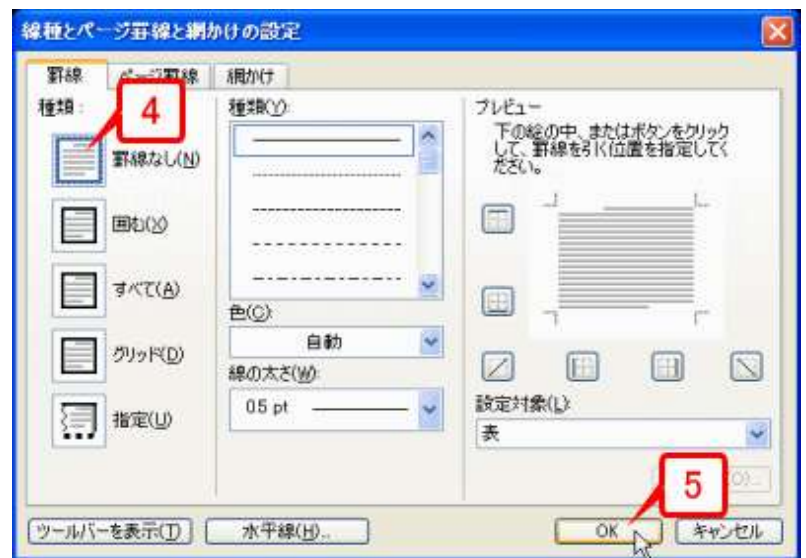 線種とページ罫線と網かけの設定
罫線 ページ罫線 網かけ
種類:
4
罫線なし(N)
囲む(X)
すべて(A)
グリッド(D)
指定(U)
種類(Y):
色(C):
自動
線の太さ(W):
0.5 pt
プレビュー
下の絵の中、またはボタンをクリック
して、罫線を引く位置を指定してく
ださい。
設定対象(L):
表
5
ツールバーを表示(T)
水平線(H)...
OK
キャンセル